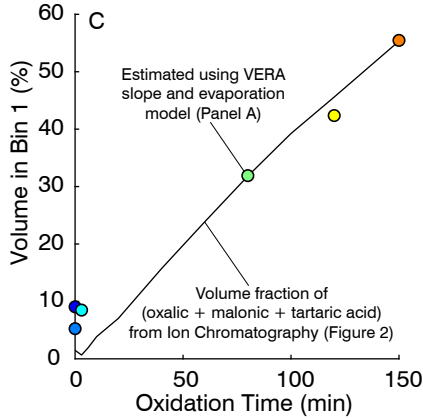 C
60
50
40
30
20
10
0
Volume in Bin 1 (%)
Estimated using VERA
slope and evaporation
model (Panel A)
Volume fraction of
(oxalic + malonic + tartaric acid)
from Ion Chromatography (Figure 2)
0 50 100 150
Oxidation Time (min)